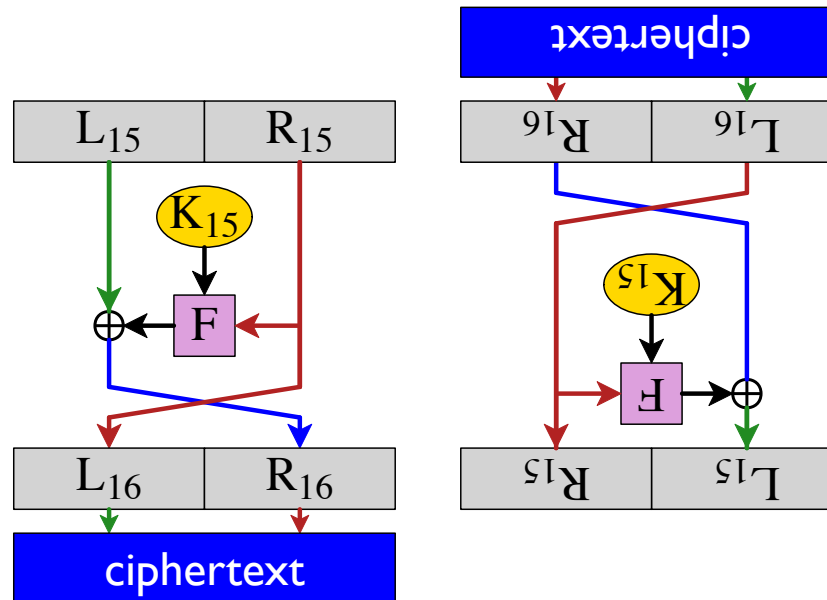 L15 R15
K15
F
L16 R16
ciphertext
ciphertext
R16 L16
K15
F
R15 L15